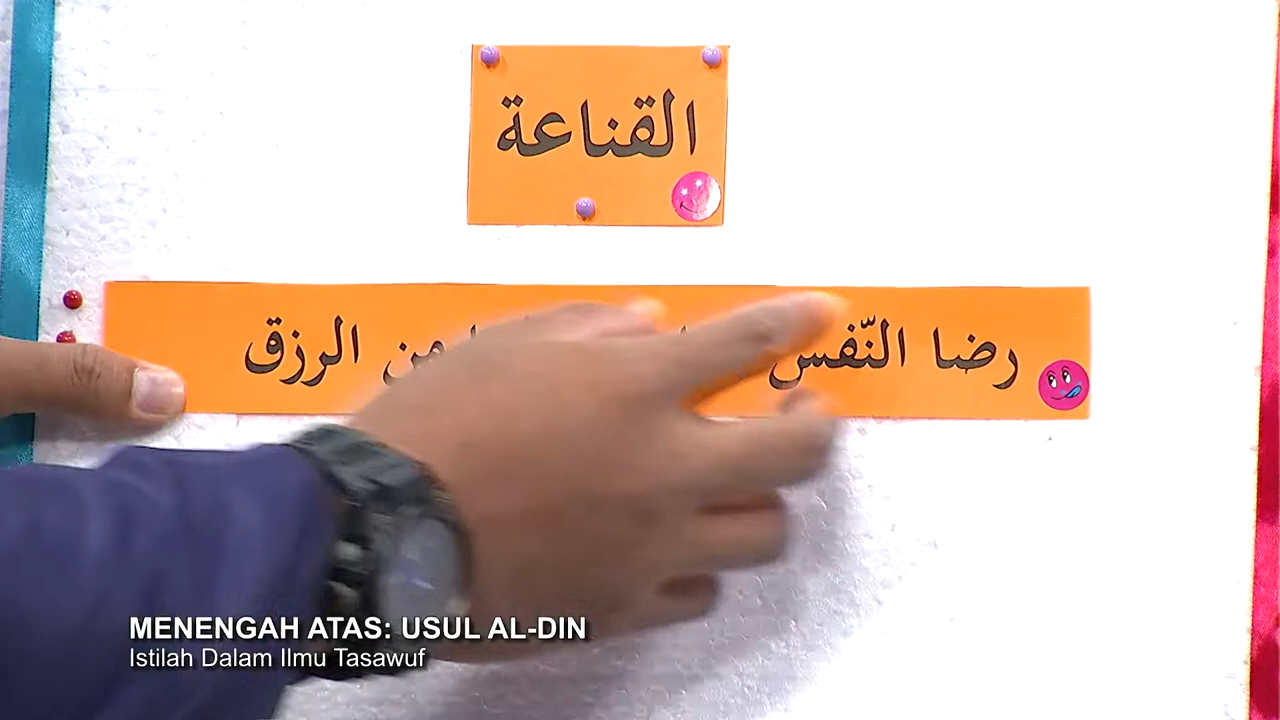 القناعة
رضا النّفس من الرزق
MENENGAH ATAS: USUL AL-DIN
Istilah Dalam Ilmu Tasawuf